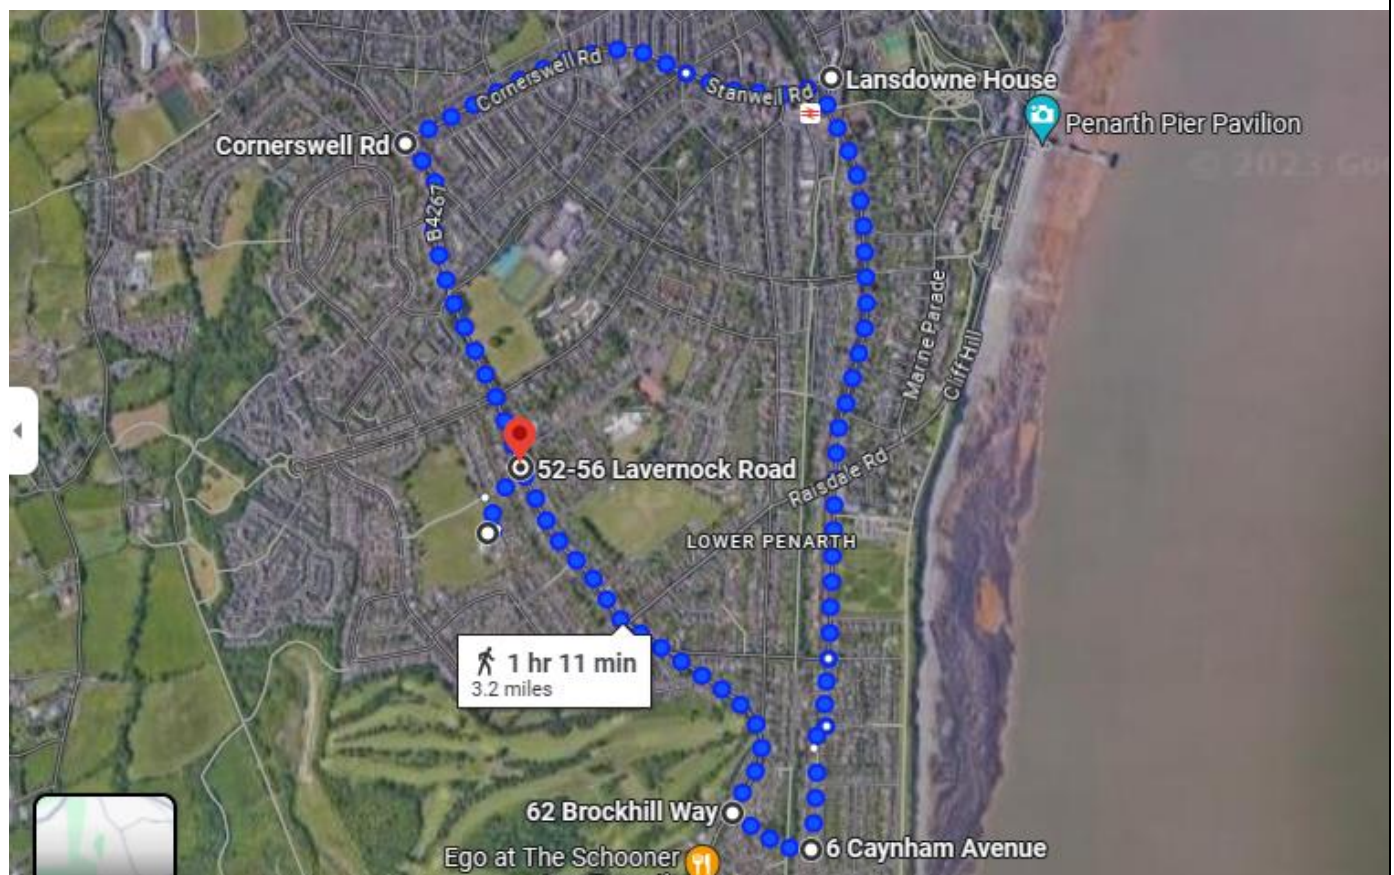 Cornerswell Rd
Stanwell Rd
Lansdowne House
Penarth Pier Pavilion
Cornerswell Rd
© 2023 Goo
B4267
Marine Parade
Cliff Hill
52-56 Lavernock Road
Raisdale Rd
LOWER PENARTH
1 hr 11 min
3.2 miles
62 Brockhill Way
6 Caynham Avenue
Ego at The Schooner